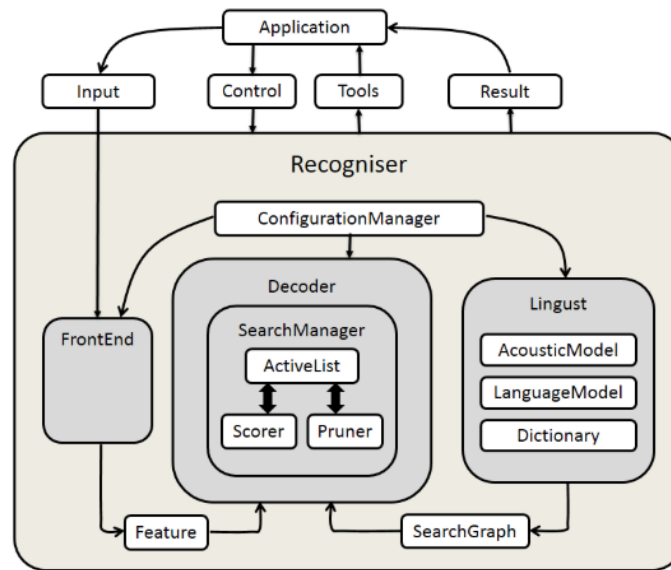 Application
Input
Control
Tools
Result
Recogniser
ConfigurationManager
Decoder
Lingust
SearchManager
FrontEnd
ActiveList
AcousticModel
LanguageModel
Scorer
Pruner
Dictionary
Feature
SearchGraph